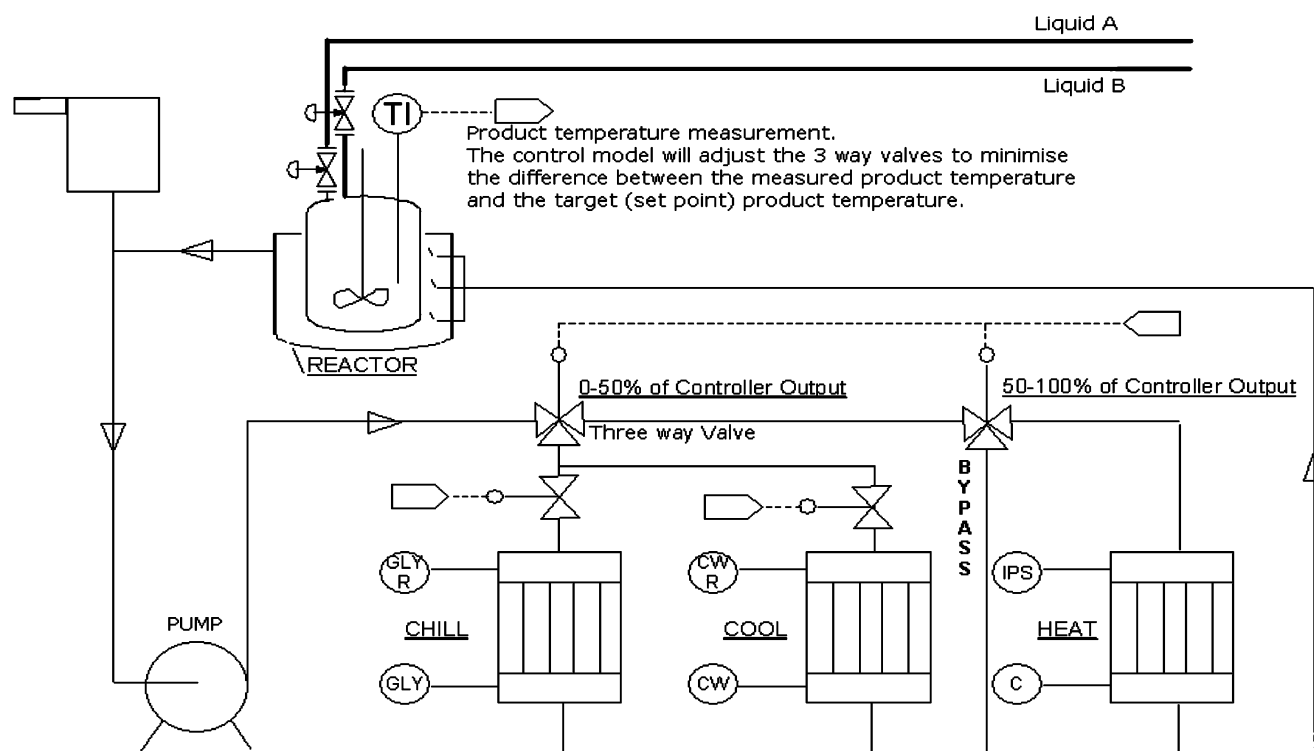 Liquid A
Liquid B
TI
Product temperature measurement.
The control model will adjust the 3 way valves to minimise
the difference between the measured product temperature
and the target (set point) product temperature.
REACTOR
0-50% of Controller Output
50-100% of Controller Output
Three way Valve
BYPASS
GLY
R
CW
R
IPS
PUMP
CHILL
COOL
HEAT
GLY
CW
C